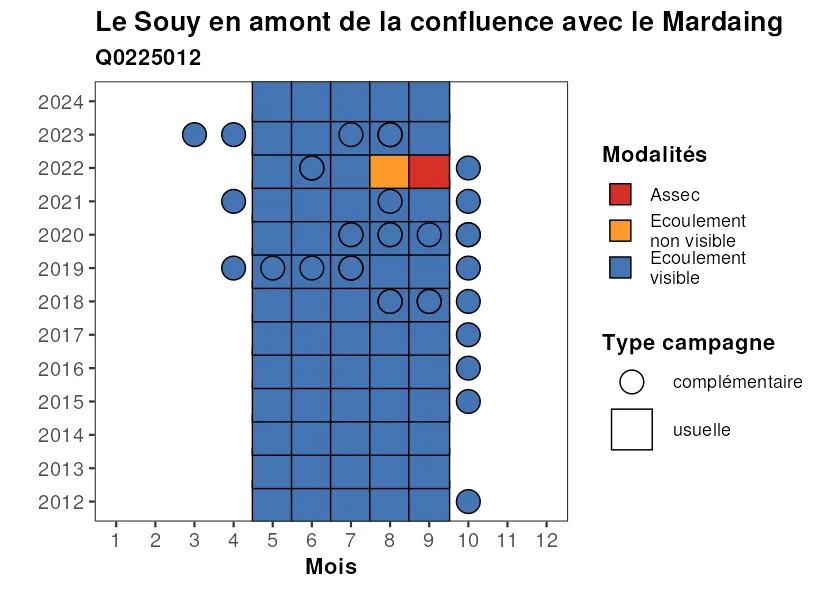 Le Souy en amont de la confluence avec le Mardaing
Q0225012
2024
2023
2022
2021
2020
2019
2018
2017
2016
2015
2014
2013
2012
1 2 3 4 5 6 7 8 9 10 11 12
Mois
Modalités
Assec
Ecoulement
non visible
Ecoulement
visible
Type campagne
complémentaire
usuelle